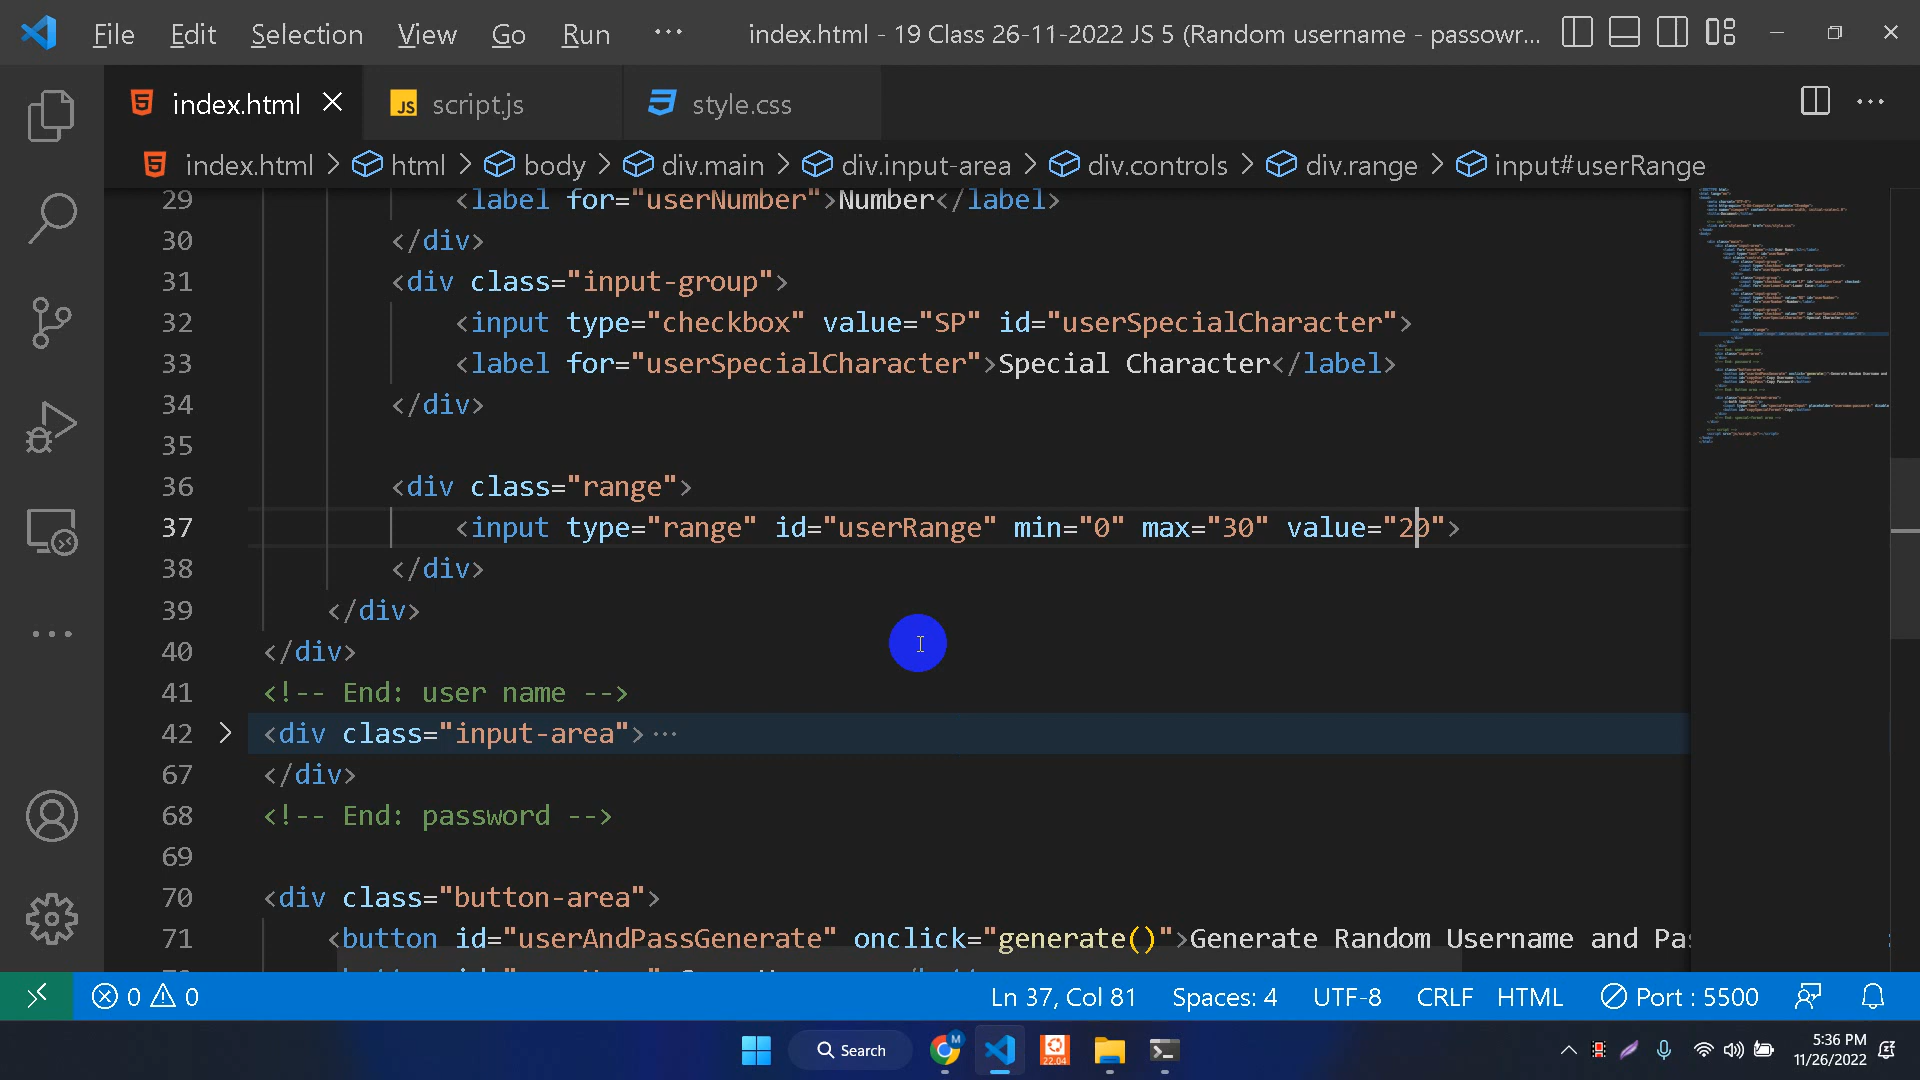 File Edit Selection View Go Run ··· index.html - 19 Class 26-11-2022 JS 5 (Random username - passowr...
index.html JS script.js style.css
index.html > html > body > div.main > div.input-area > div.controls > div.range > input#userRange
29 <label for="userNumber">Number</label>
30 </div>
31 <div class="input-group">
32 <input type="checkbox" value="SP" id="userSpecialCharacter">
33 <label for="userSpecialCharacter">Special Character</label>
34 </div>
35
36 <div class="range">
37 <input type="range" id="userRange" min="0" max="30" value="20">
38 </div>
39 </div>
40 </div>
41 <!-- End: user name -->
42 <div class="input-area">···
67 </div>
68 <!-- End: password -->
69
70 <div class="button-area">
71 <button id="userAndPassGenerate" onclick="generate()">Generate Random Username and Pas
0 0 Ln 37, Col 81 Spaces: 4 UTF-8 CRLF HTML Port : 5500
Search M 22.04 5:36 PM
11/26/2022